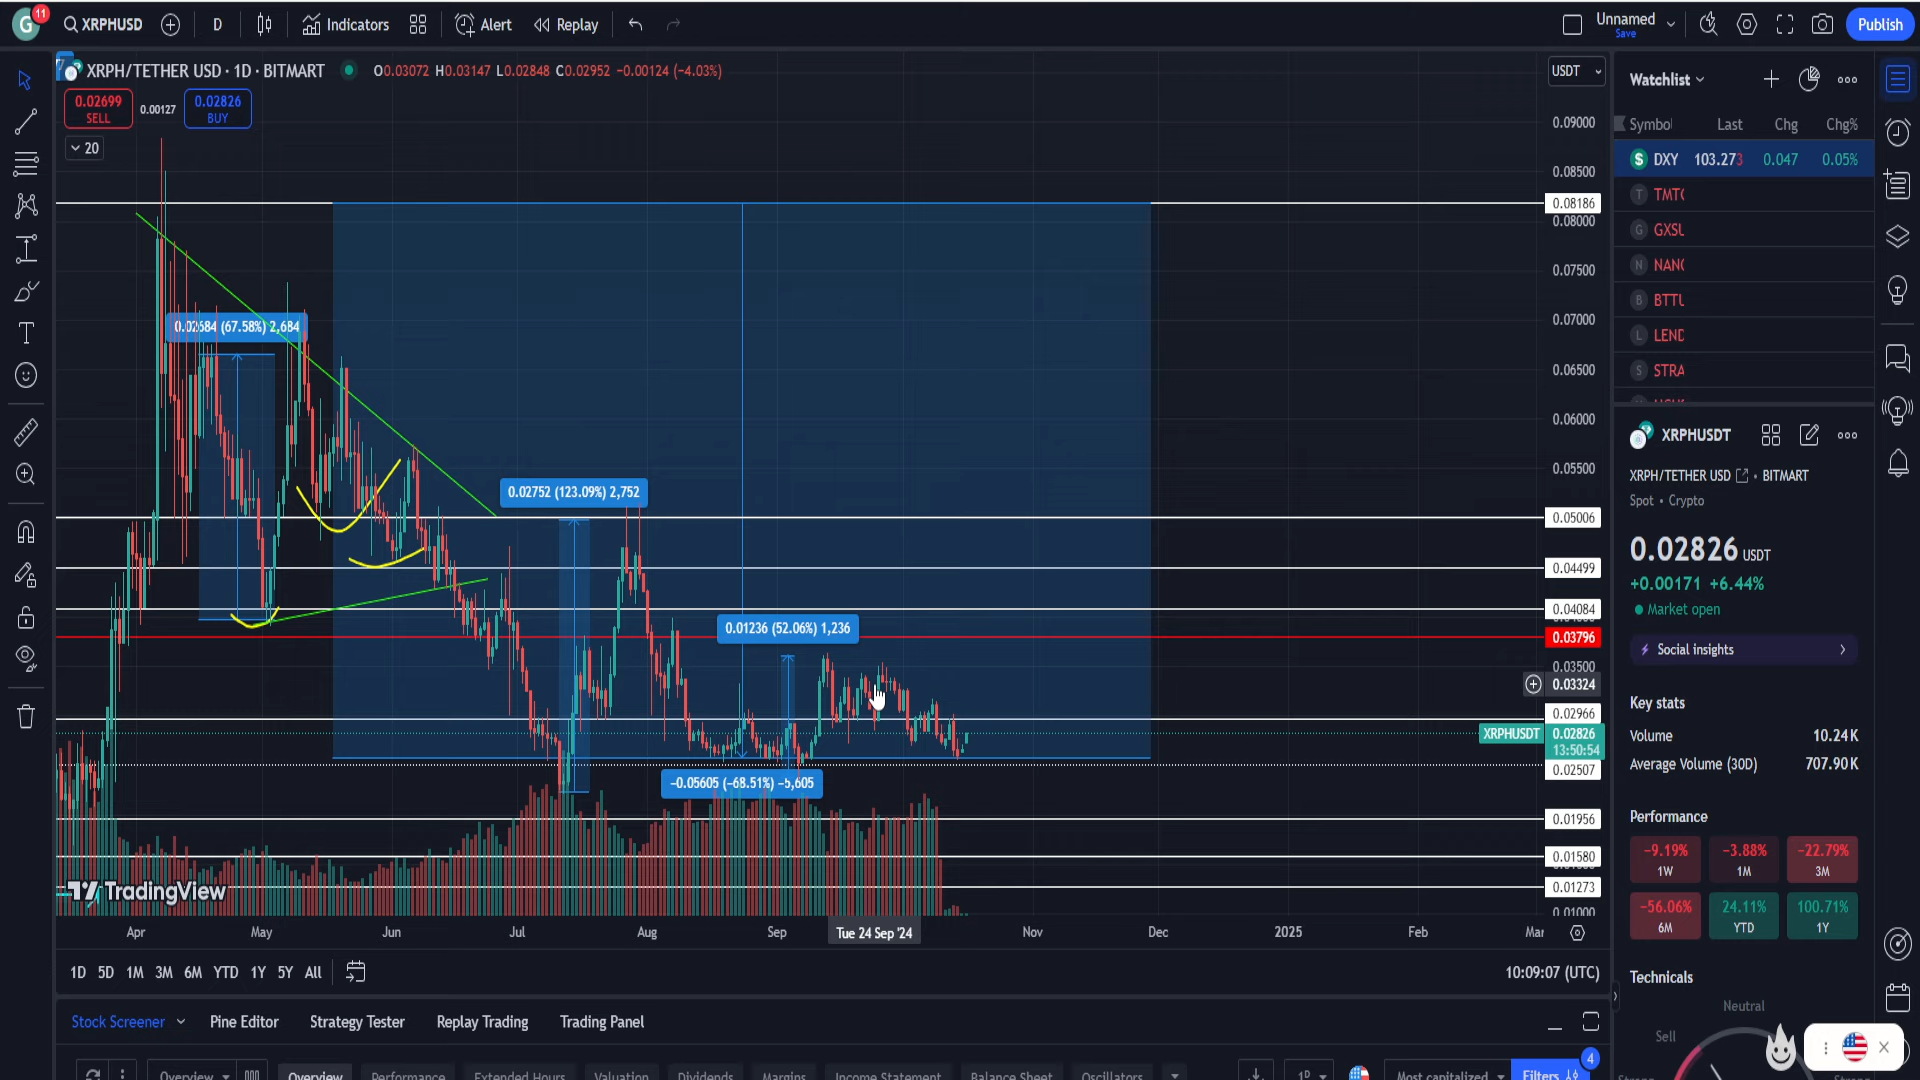 G 11 XRPHUSD D Indicators Alert Replay Unnamed Save Publish
XRPH/TETHER USD · 1D · BITMART O0.03072 H0.03147 L0.02848 C0.02952 −0.00124 (−4.03%)
0.02699 SELL 0.00127 0.02826 BUY
20
USDT
0.09000
0.08500
0.08186
0.08000
0.07500
0.07000
0.06500
0.06000
0.05500
0.05006
0.04499
0.04084
0.03796
0.03500
0.03324
0.02966
XRPHUSDT 0.02826
13:50:54
0.02507
0.01956
0.01580
0.01273
0.01000
0.02684 (67.58%) 2,684
0.02752 (123.09%) 2,752
0.01236 (52.06%) 1,236
−0.05605 (−68.51%) −5,605
TradingView
Apr May Jun Jul Aug Sep Tue 24 Sep '24 Nov Dec 2025 Feb Mar
1D 5D 1M 3M 6M YTD 1Y 5Y All 10:09:07 (UTC)
Stock Screener Pine Editor Strategy Tester Replay Trading Trading Panel
Overview Overview Performance Extended Hours Valuation Dividends Margins Income Statement Balance Sheet Oscillators 1D Most capitalized Filters 4
Watchlist
Symbol Last Chg Chg%
$ DXY 103.273 0.047 0.05%
T TMTC
G GXSU
N NANC
B BTTU
L LEND
S STRA
XRPHUSDT
XRPH/TETHER USD • BITMART
Spot • Crypto
0.02826 USDT
+0.00171 +6.44%
Market open
Social insights
Key stats
Volume 10.24K
Average Volume (30D) 707.90K
Performance
−9.19% −3.88% −22.79%
1W 1M 3M
−56.06% 24.11% 100.71%
6M YTD 1Y
Technicals
Neutral
Sell